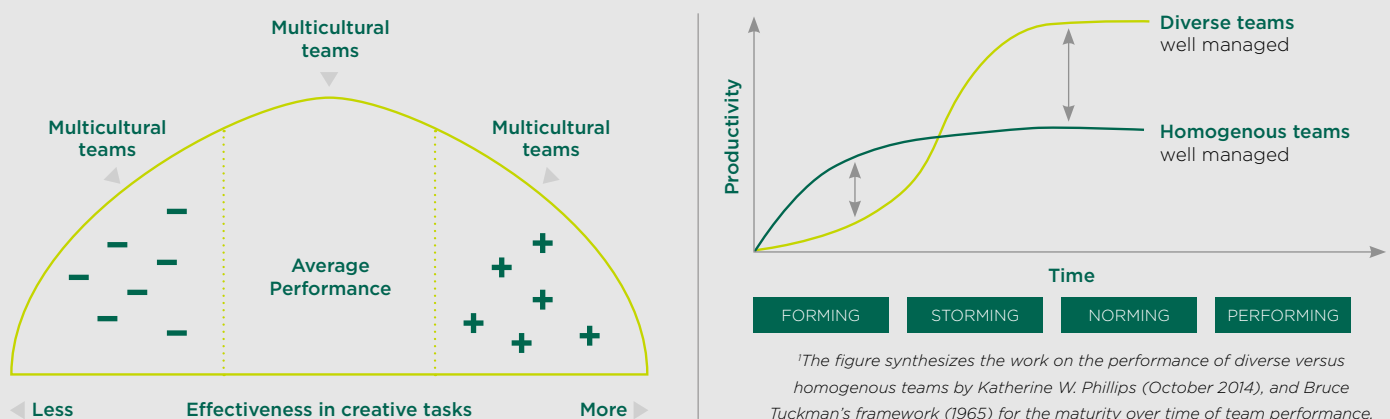 Multicultural
teams
Multicultural
teams
Multicultural
teams
Average
Performance
Less
Effectiveness in creative tasks
More
Productivity
Diverse teams
well managed
Homogenous teams
well managed
Time
FORMING
STORMING
NORMING
PERFORMING
¹The figure synthesizes the work on the performance of diverse versus
homogenous teams by Katherine W. Phillips (October 2014), and Bruce
Tuckman's framework (1965) for the maturity over time of team performance.